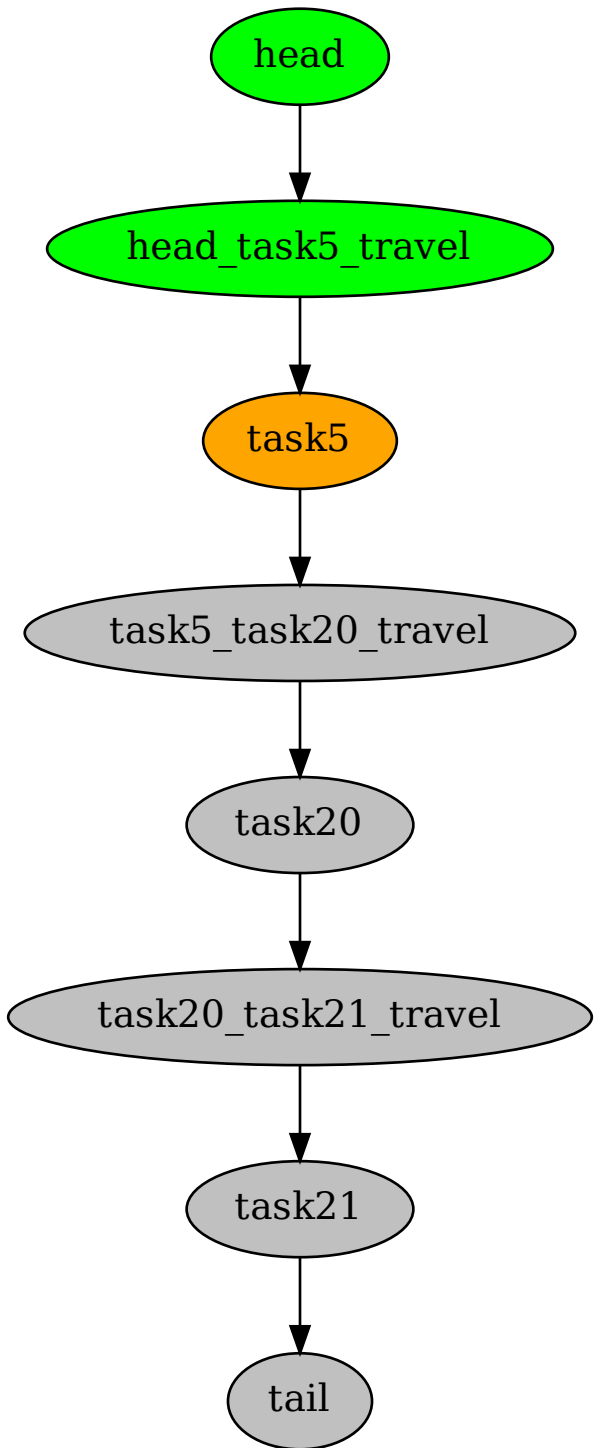 head
head_task5_travel
task5
task5_task20_travel
task20
task20_task21_travel
task21
tail